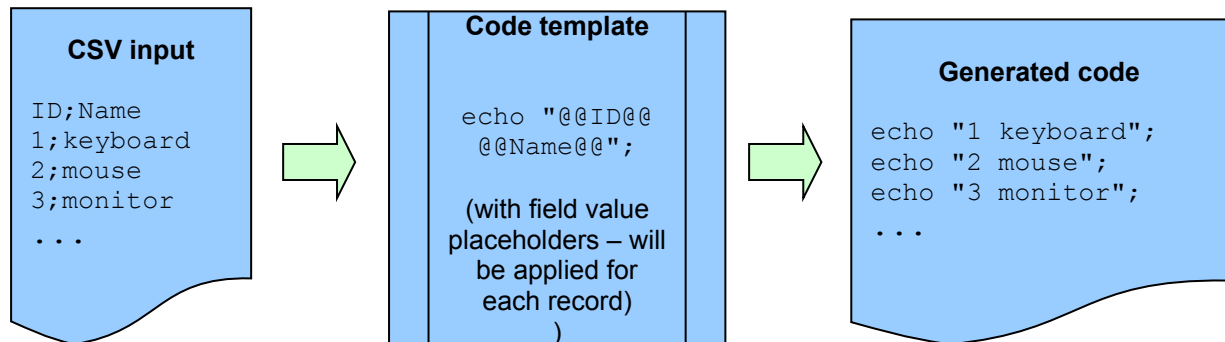 CSV input
ID;Name
1;keyboard
2;mouse
3;monitor
...
Code template
echo "@@ID@@
@@Name@@";
(with field value
placeholders – will
be applied for
each record)
)
Generated code
echo "1 keyboard";
echo "2 mouse";
echo "3 monitor";
...